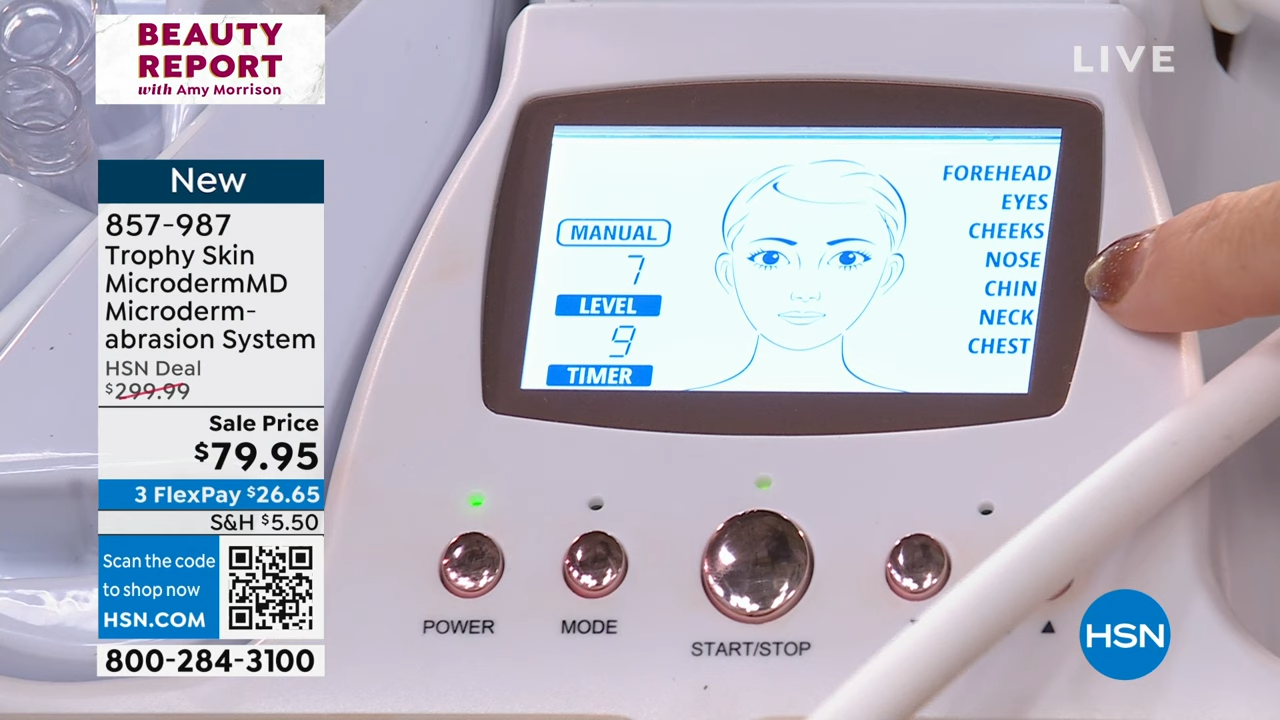 BEAUTY
REPORT
with Amy Morrison
New
857-987
Trophy Skin
MicrodermMD
Microderm-
abrasion System
HSN Deal
$299.99
Sale Price
$79.95
3 FlexPay $26.65
S&H $5.50
Scan the code
to shop now
HSN.COM
800-284-3100
LIVE
MANUAL
7
LEVEL
9
TIMER
FOREHEAD
EYES
CHEEKS
NOSE
CHIN
NECK
CHEST
POWER
MODE
START/STOP
▲
HSN